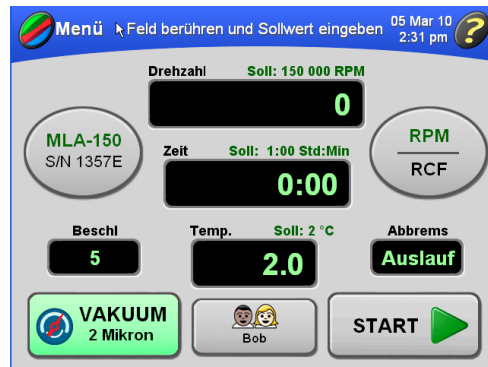 Menü Feld berühren und Sollwert eingeben 05 Mar 10
2:31 pm ?
Drehzahl Soll: 150 000 RPM
0
MLA-150
S/N 1357E
Zeit Soll: 1:00 Std:Min
0:00
RPM
RCF
Beschl
5
Temp. Soll: 2 °C
2.0
Abbrems
Auslauf
VAKUUM
2 Mikron
Bob
START